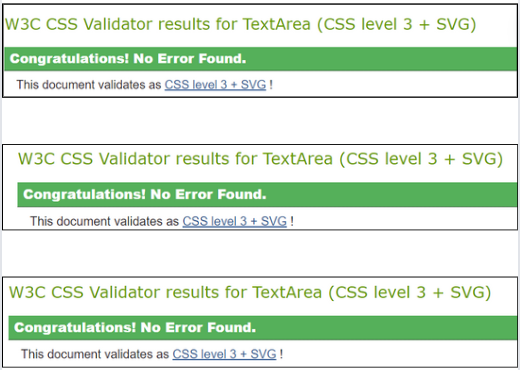 W3C CSS Validator results for TextArea (CSS level 3 + SVG)
Congratulations! No Error Found.
This document validates as CSS level 3 + SVG !
W3C CSS Validator results for TextArea (CSS level 3 + SVG)
Congratulations! No Error Found.
This document validates as CSS level 3 + SVG !
W3C CSS Validator results for TextArea (CSS level 3 + SVG)
Congratulations! No Error Found.
This document validates as CSS level 3 + SVG !